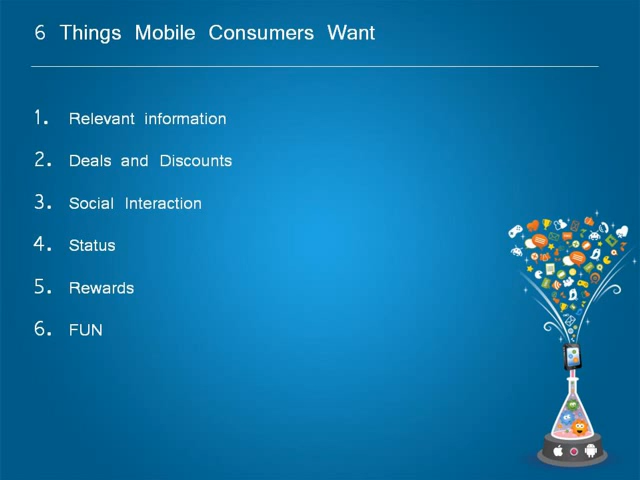 6 Things Mobile Consumers Want
1. Relevant information
2. Deals and Discounts
3. Social Interaction
4. Status
5. Rewards
6. FUN